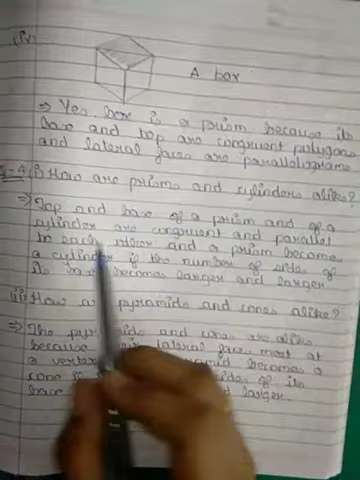 (iv)
A box
⇒ Yes, box is a prism because its
base and top are congruent polygons
and lateral faces are parallelograms
(i) How are prisms and cylinders alike?
⇒ Top and base of a prism and of a
cylinder are congruent and parallel
to each other and a prism becomes
a cylinder if the number of sides of
its base becomes larger and larger
(ii) How are pyramids and cones alike?
⇒ The pyramids and cones are alike
because lateral faces meet at
a vertex becomes a
cone sides of its
base larger.